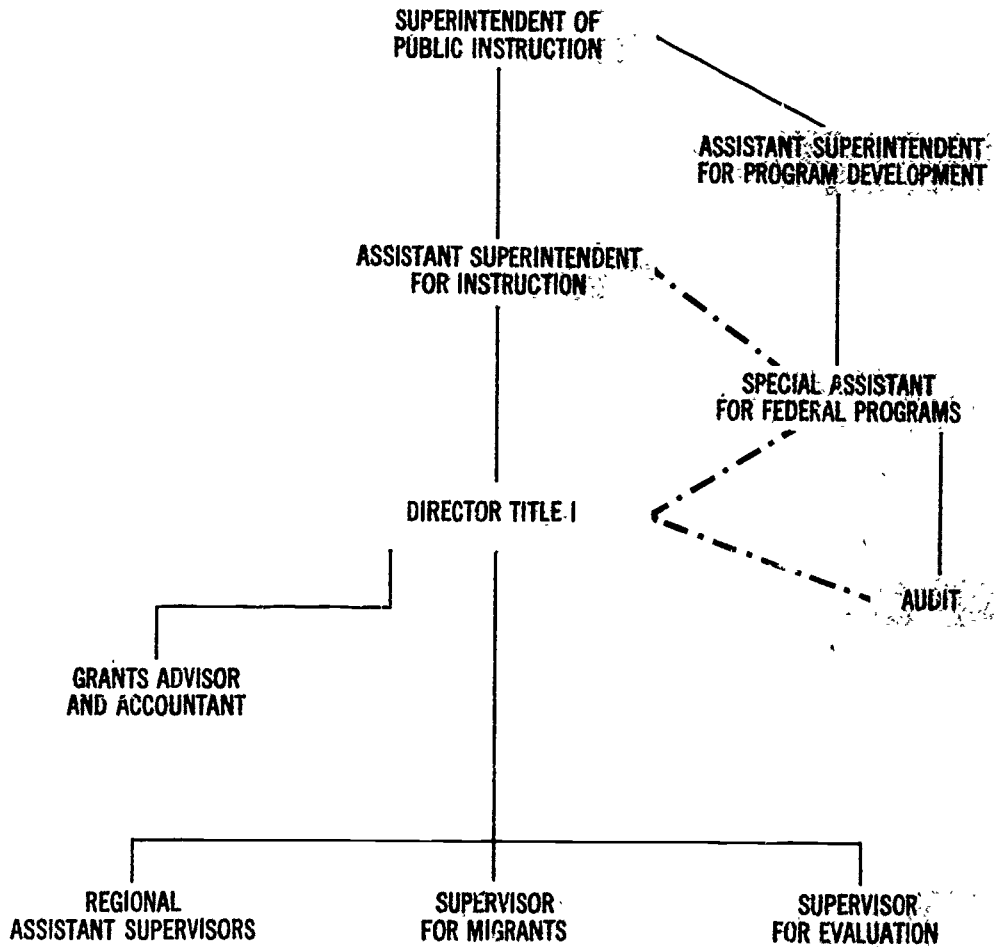 SUPERINTENDENT OF
PUBLIC INSTRUCTION
ASSISTANT SUPERINTENDENT
FOR PROGRAM DEVELOPMENT
ASSISTANT SUPERINTENDENT
FOR INSTRUCTION
SPECIAL ASSISTANT
FOR FEDERAL PROGRAMS
DIRECTOR TITLE I
AUDIT
GRANTS ADVISOR
AND ACCOUNTANT
REGIONAL
ASSISTANT SUPERVISORS
SUPERVISOR
FOR MIGRANTS
SUPERVISOR
FOR EVALUATION